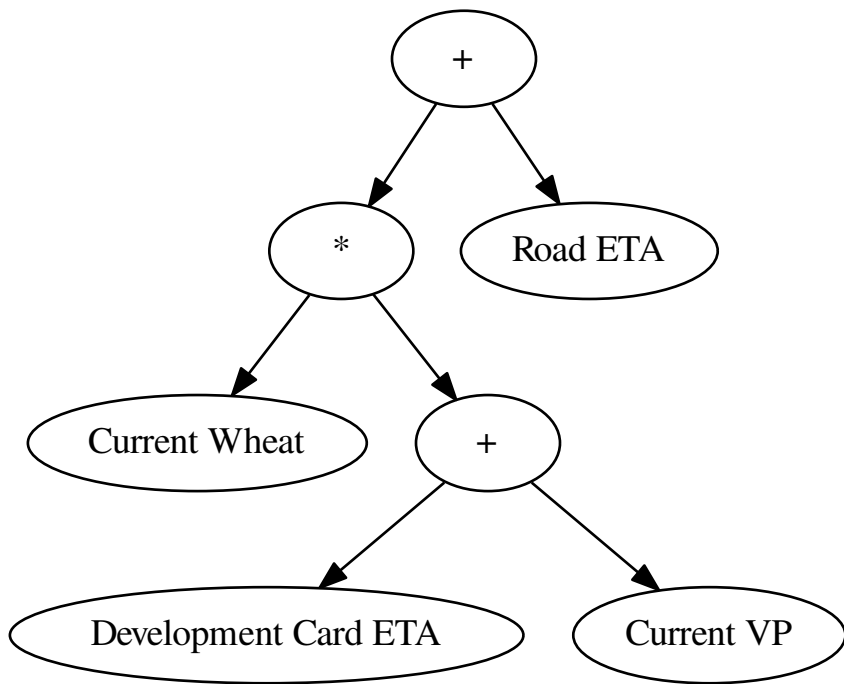 +
*
Road ETA
Current Wheat
+
Development Card ETA
Current VP